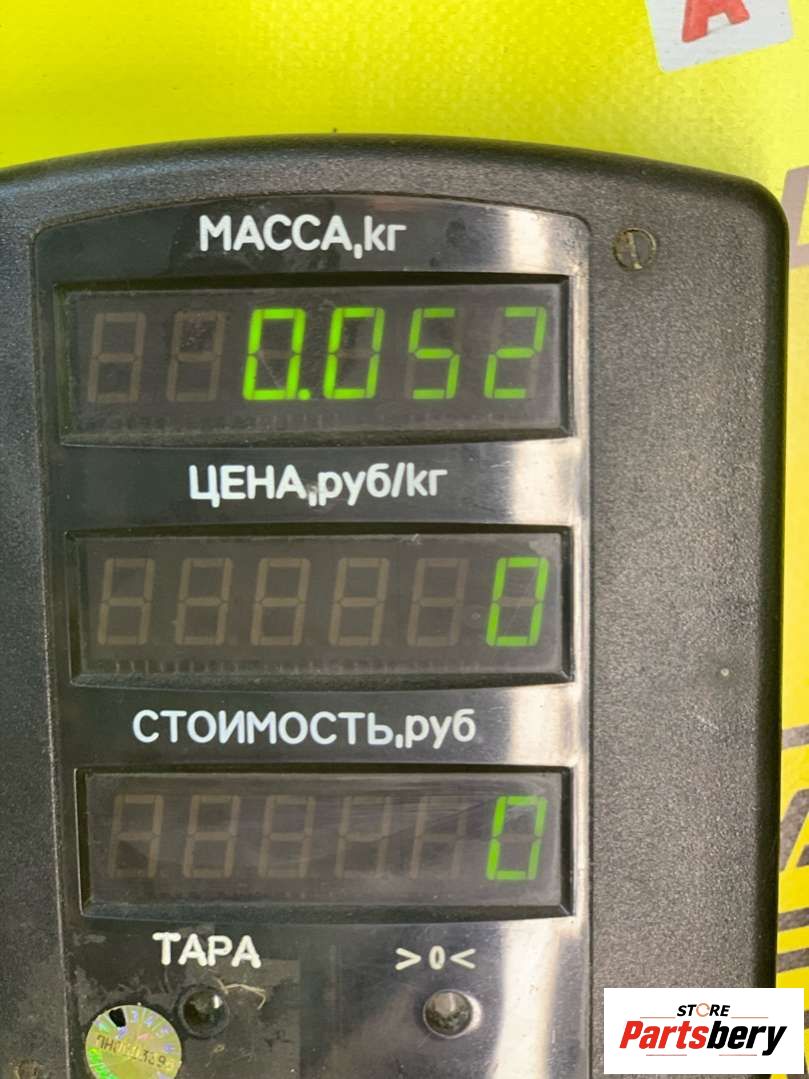 A
МАССА,кг
0.052
ЦЕНА,руб/кг
0
СТОИМОСТЬ,руб
0
ТАРА >0<
STORE
Partsbery